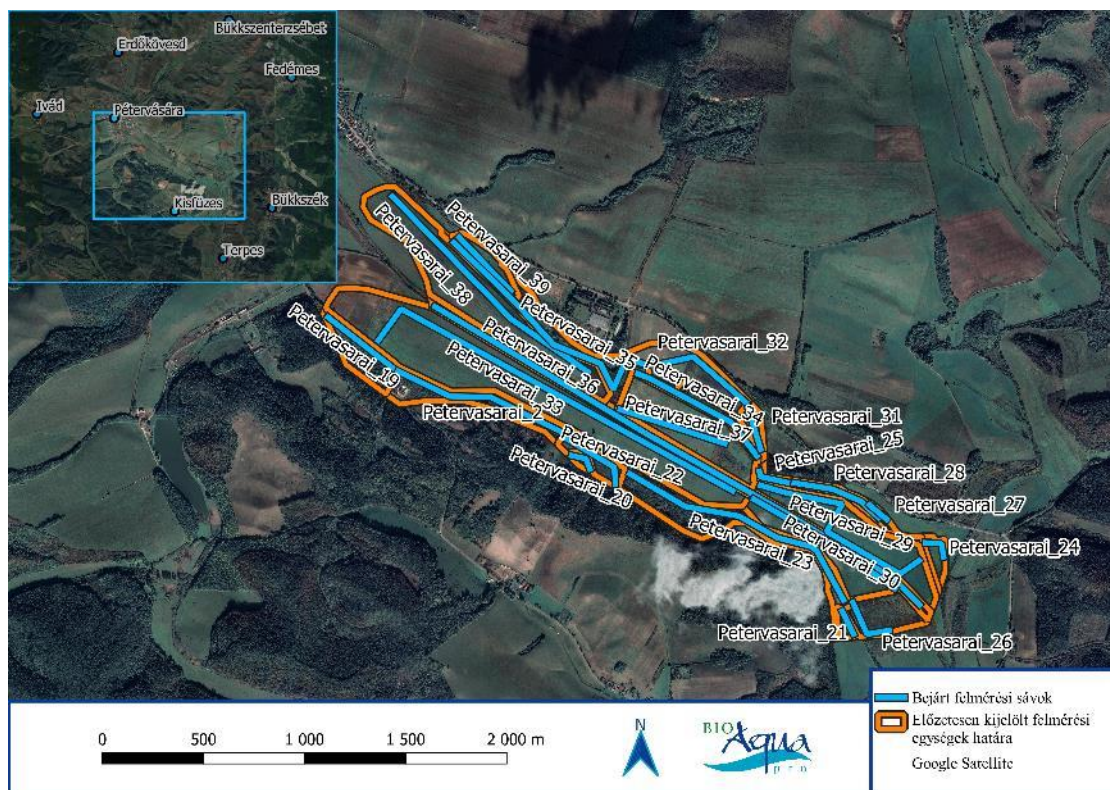 Bükkszenterzsébet
Erdőkövesd
Fedémes
Ivád
Pétervására
Bükkszék
Kisfüzes
Terpes
Petervasarai_39
Petervasarai_38
Petervasarai_32
Petervasarai_35
Petervasarai_36
Petervasarai_34
Petervasarai_19
Petervasarai_33
Petervasarai_2
Petervasarai_37
Petervasarai_31
Petervasarai_25
Petervasarai_22
Petervasarai_28
Petervasarai_20
Petervasarai_27
Petervasarai_29
Petervasarai_23
Petervasarai_24
Petervasarai_30
Petervasarai_21
Petervasarai_26
0 500 1 000 1 500 2 000 m
N
BIO
Aqua
pro
Bejárt felmérési sávok
Előzetesen kijelölt felmérési
egységek határa
Google Satellite